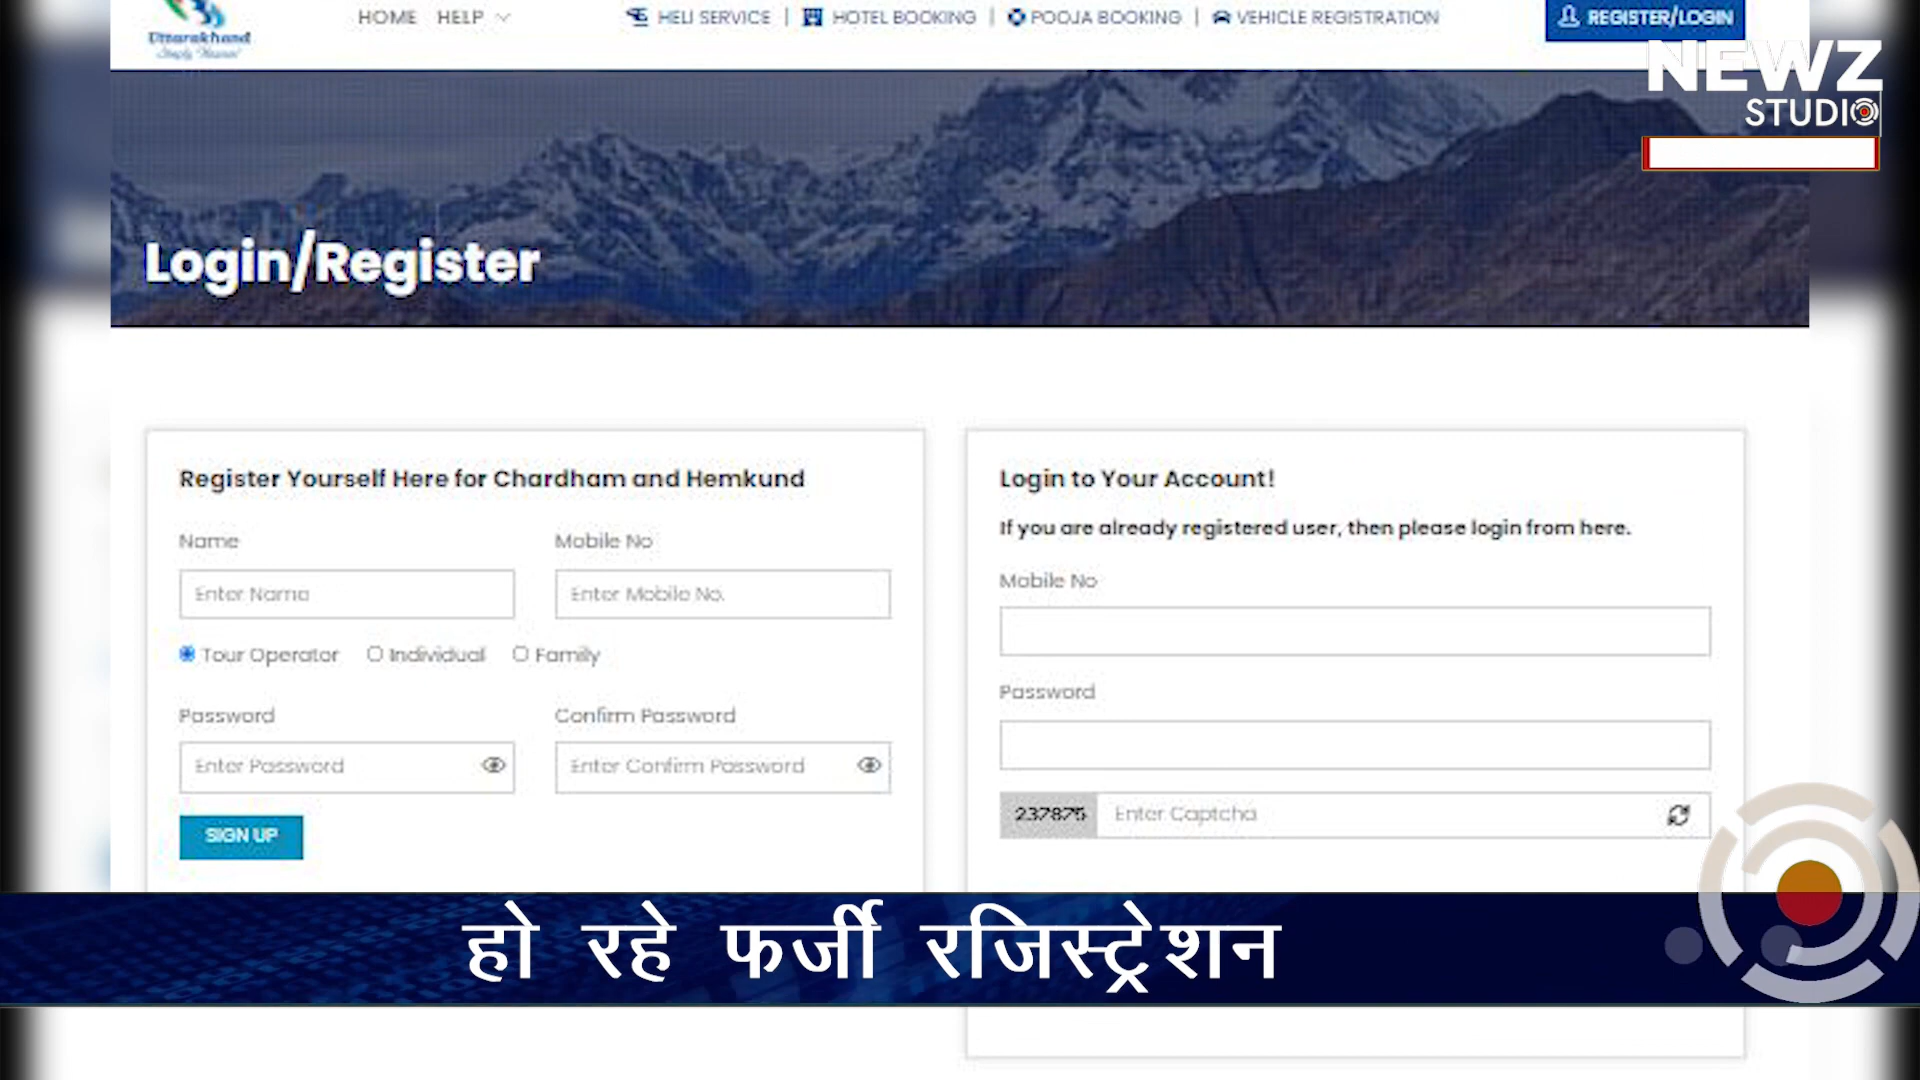 Uttarakhand
Simply Heaven!
HOME HELP
HELI SERVICE | HOTEL BOOKING | POOJA BOOKING | VEHICLE REGISTRATION
REGISTER/LOGIN
NEWZ
STUDIO
Login/Register
Register Yourself Here for Chardham and Hemkund
Name Mobile No
Enter Name Enter Mobile No.
Tour Operator Individual Family
Password Confirm Password
Enter Password Enter Confirm Password
SIGN UP
Login to Your Account!
If you are already registered user, then please login from here.
Mobile No
Password
237875 Enter Captcha
हो रहे फर्जी रजिस्ट्रेशन